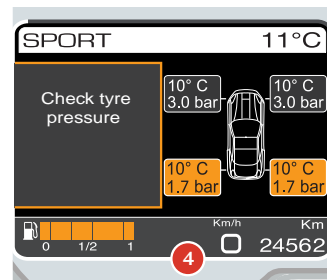 SPORT 11°C
Check tyre
pressure
10° C
3.0 bar
10° C
3.0 bar
10° C
1.7 bar
10° C
1.7 bar
0 1/2 1
Km/h
0
Km
24562
4